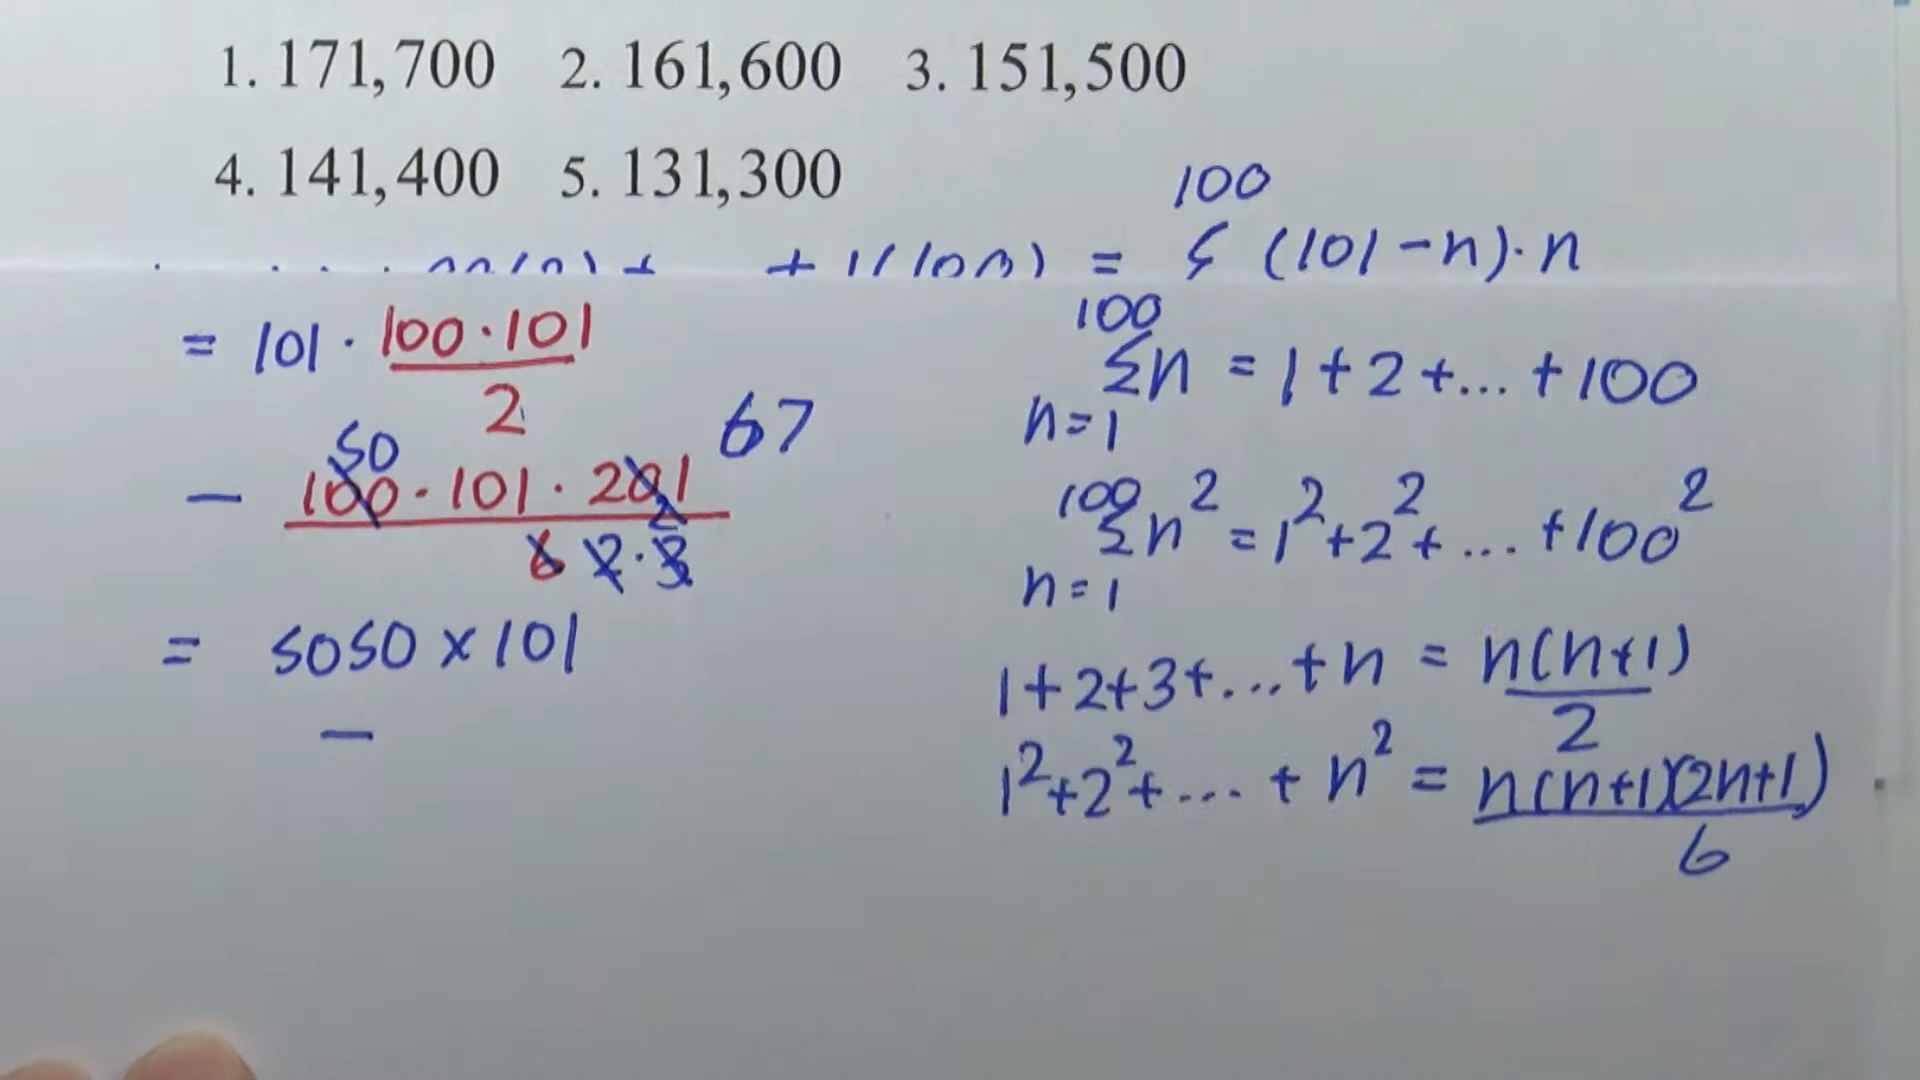 1. 171,700 2. 161,600 3. 151,500
4. 141,400 5. 131,300
100
+ 1(100) = Σ (101-n)·n
= 101 · 100·101
2
100
Σn = 1+2+...+100
n=1
50
67
- 100·101·201
6 2·3
100
Σn² = 1²+2²+...+100²
n=1
= 5050 × 101
-
1+2+3+...+n = n(n+1)
2
1²+2²+...+n² = n(n+1)(2n+1)
6